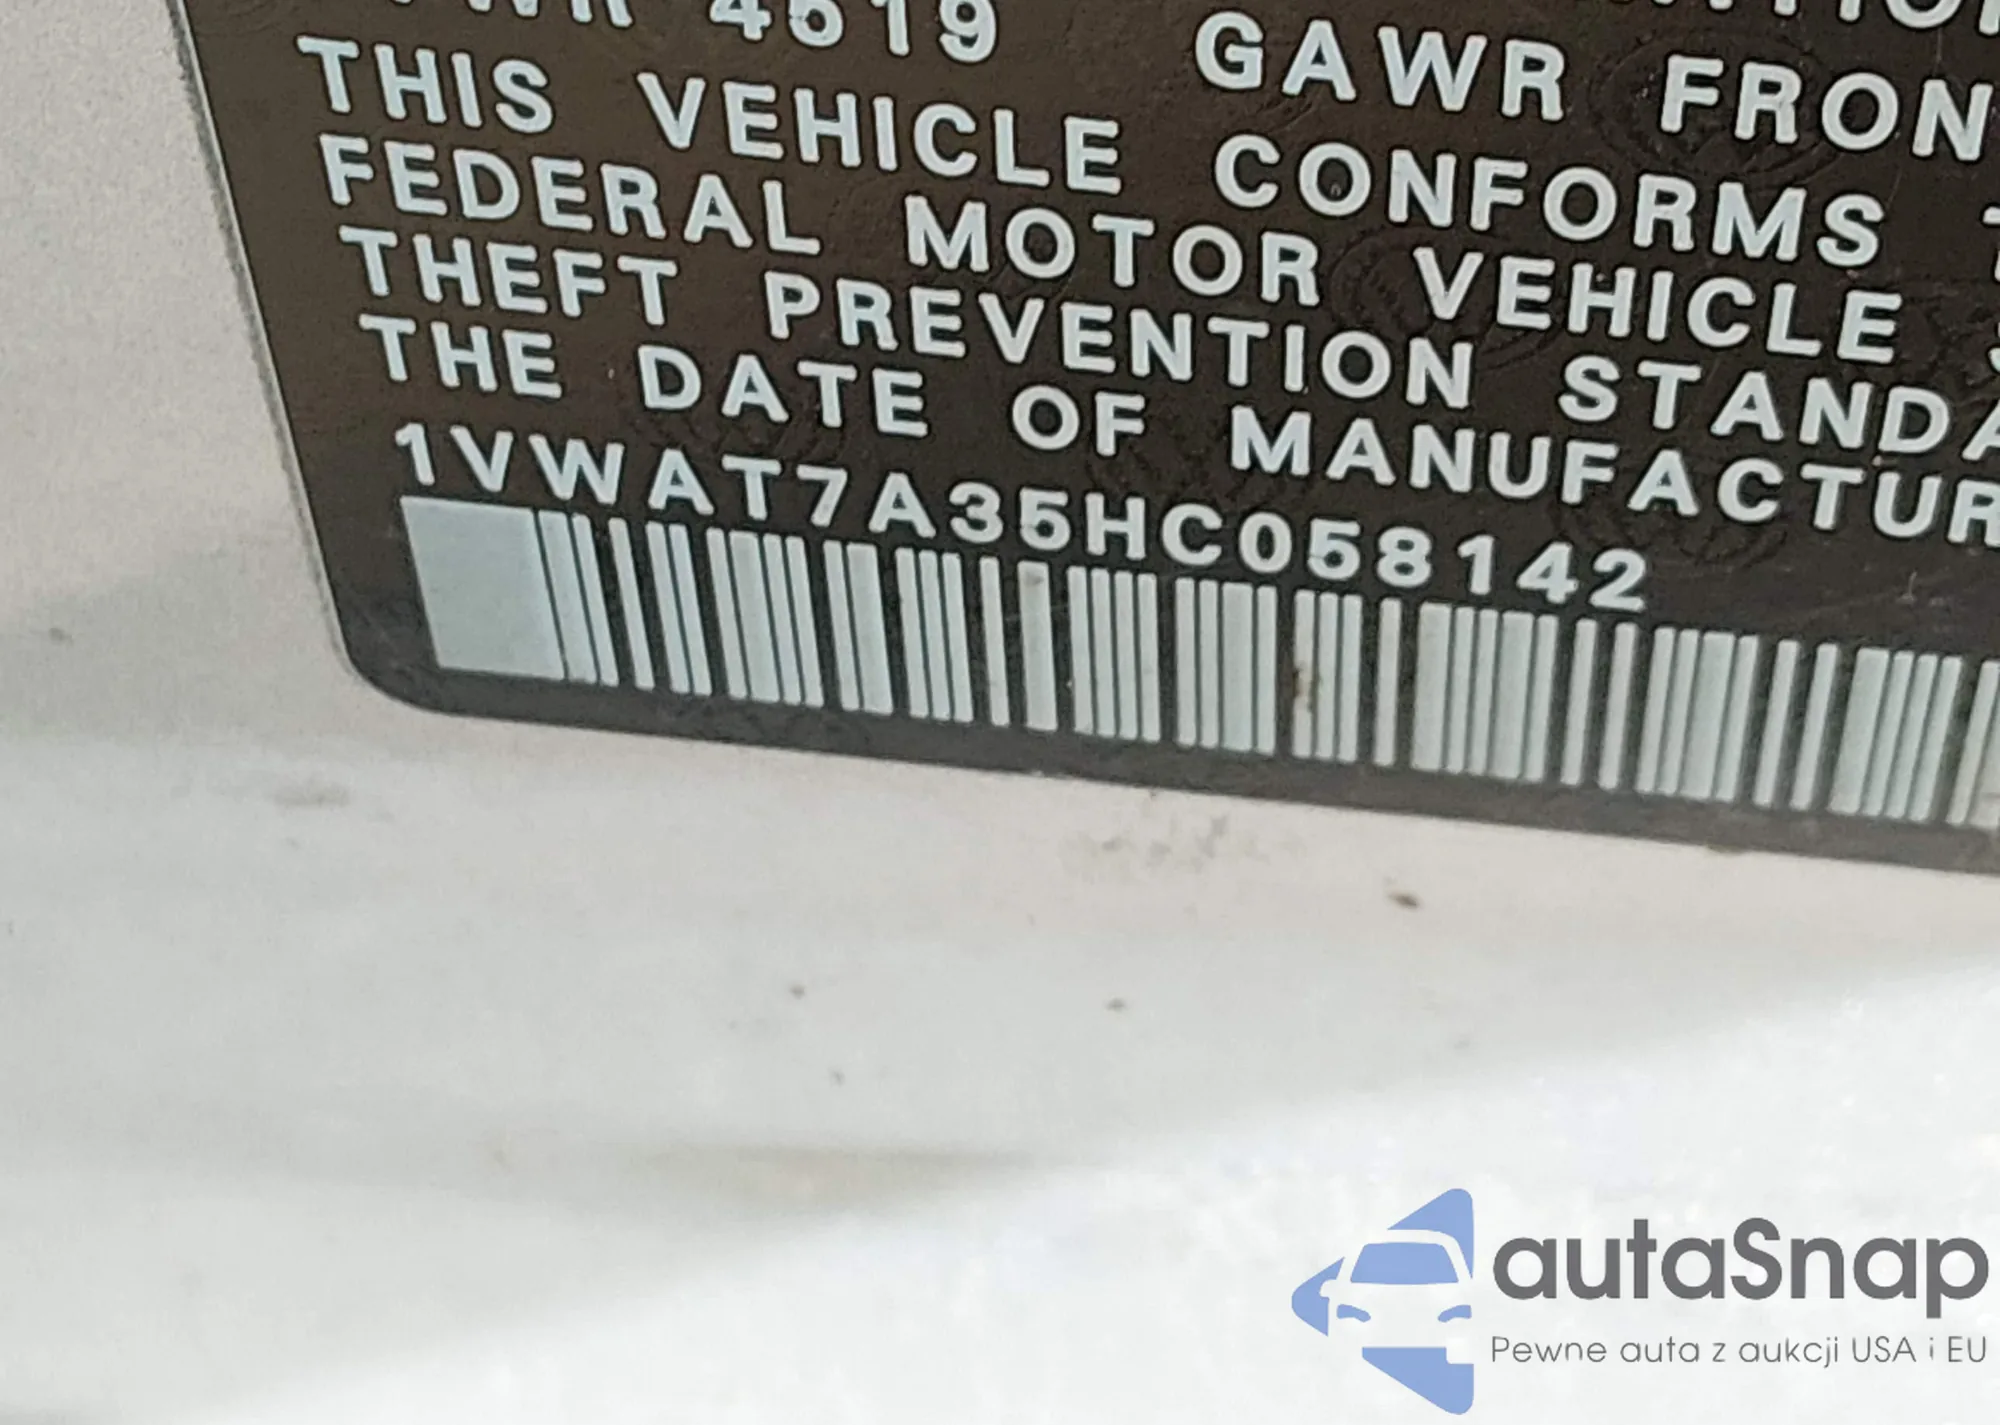 4519 GAWR FRON
THIS VEHICLE CONFORMS T
FEDERAL MOTOR VEHICLE S
THEFT PREVENTION STANDA
THE DATE OF MANUFACTUR
1VWAT7A35HC058142
autaSnap
Pewne auta z aukcji USA i EU